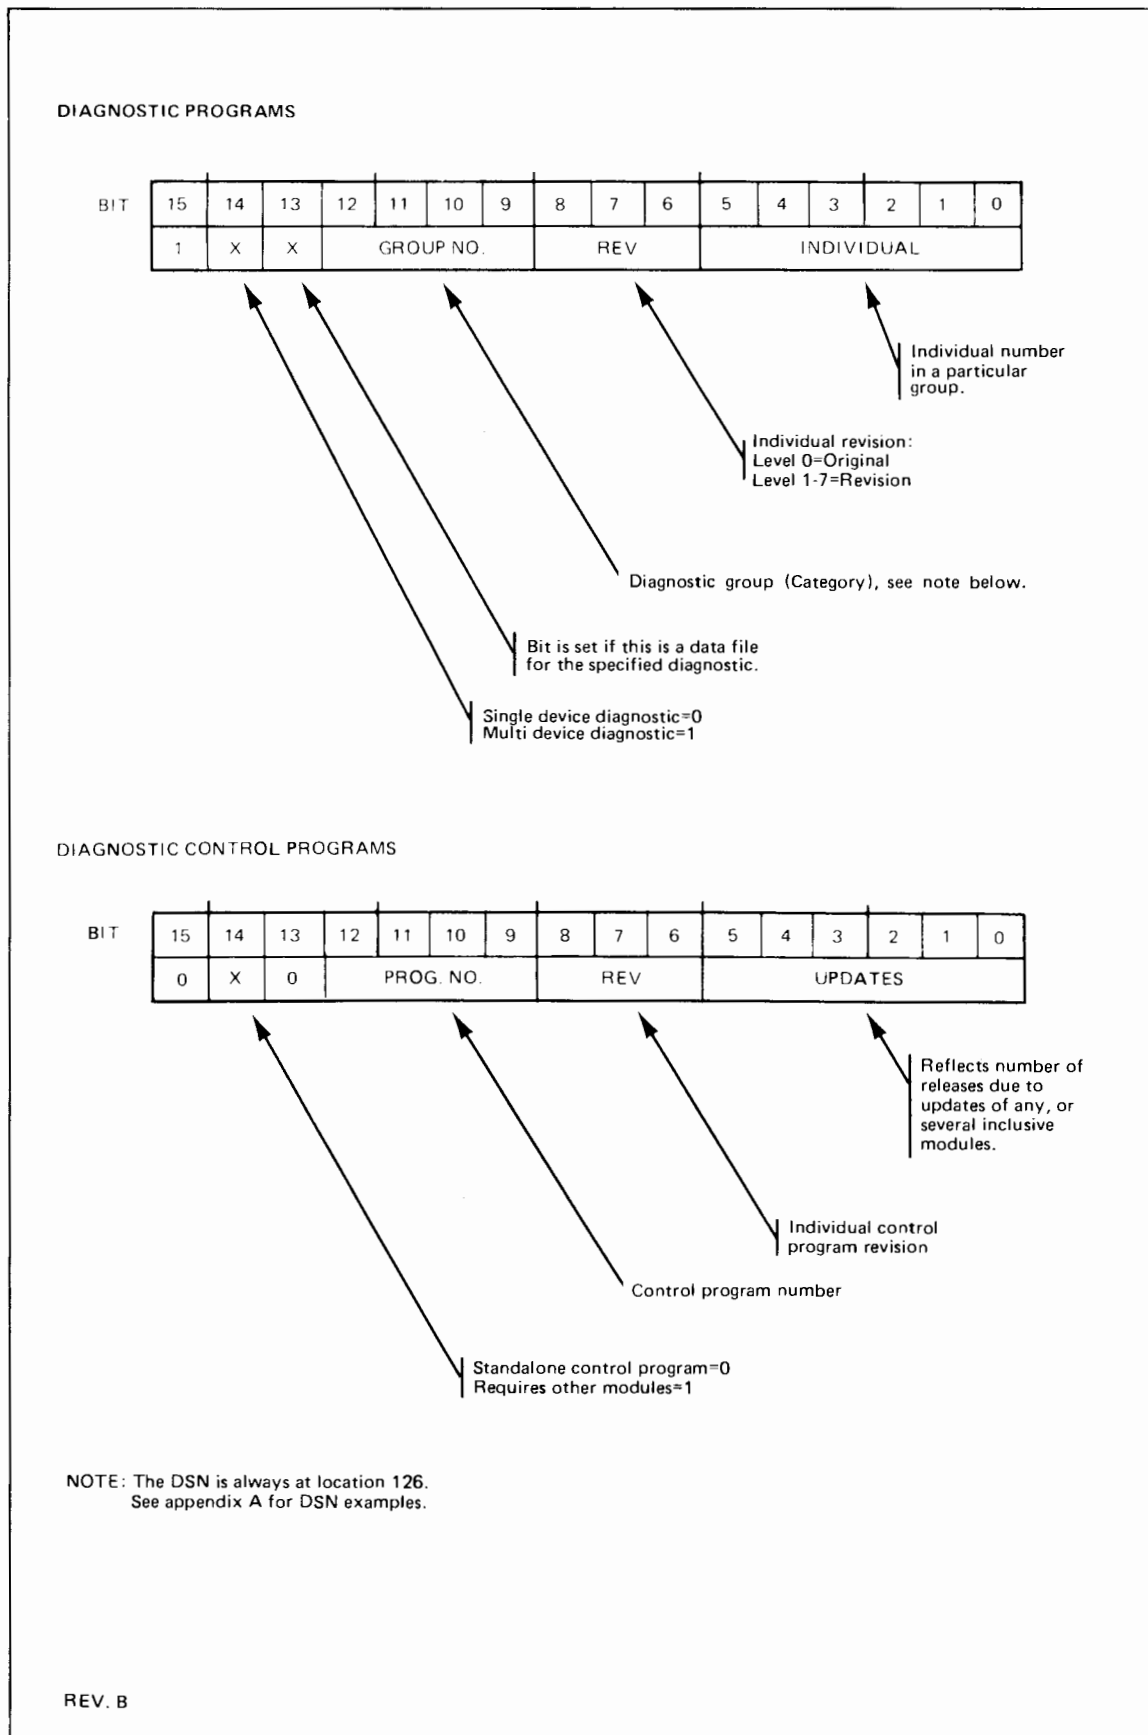 DIAGNOSTIC PROGRAMS
BIT 15 14 13 12 11 10 9 8 7 6 5 4 3 2 1 0
1 X X GROUP NO. REV INDIVIDUAL
Individual number
in a particular
group.
Individual revision:
Level 0=Original
Level 1-7=Revision
Diagnostic group (Category), see note below.
Bit is set if this is a data file
for the specified diagnostic.
Single device diagnostic=0
Multi device diagnostic=1
DIAGNOSTIC CONTROL PROGRAMS
BIT 15 14 13 12 11 10 9 8 7 6 5 4 3 2 1 0
0 X 0 PROG. NO. REV UPDATES
Reflects number of
releases due to
updates of any, or
several inclusive
modules.
Individual control
program revision
Control program number
Standalone control program=0
Requires other modules=1
NOTE: The DSN is always at location 126.
See appendix A for DSN examples.
REV. B